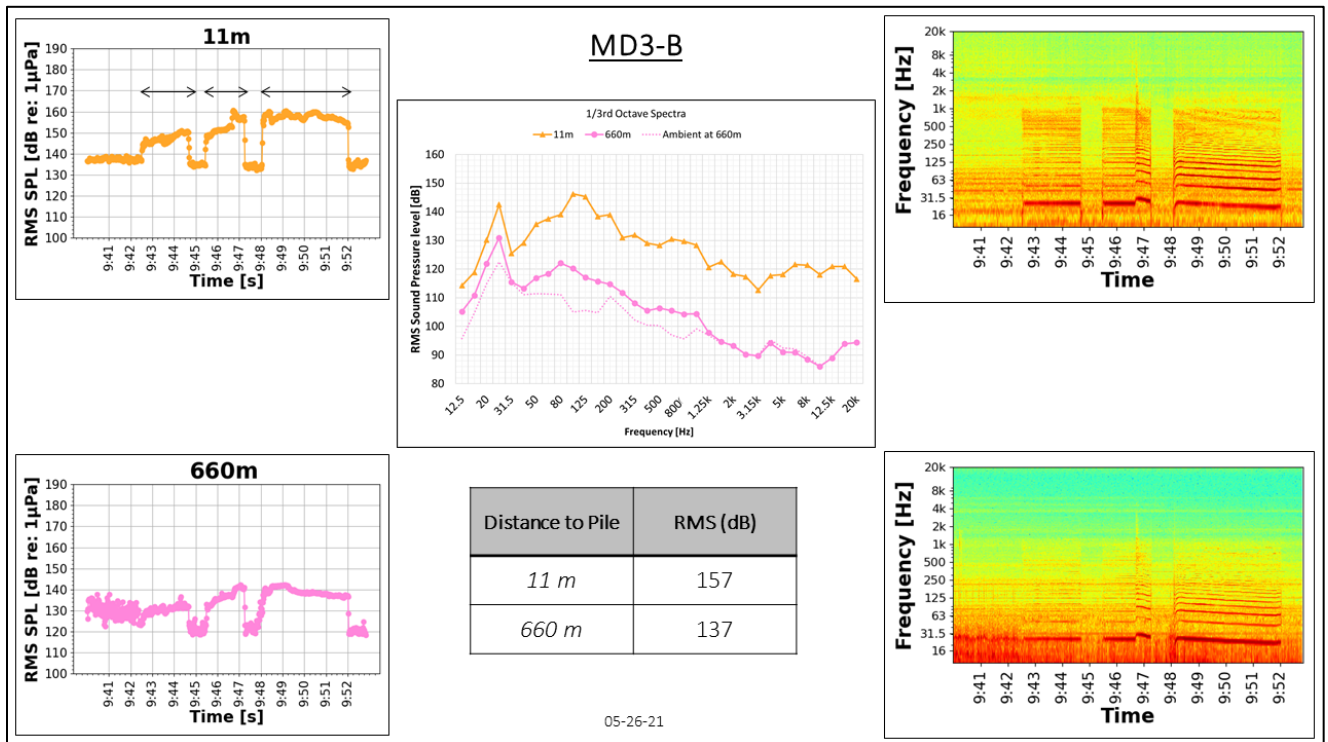 MD3-B
11m
RMS SPL [dB re: 1µPa]
190
180
170
160
150
140
130
120
110
100
9:41
9:42
9:43
9:44
9:45
9:46
9:47
9:48
9:49
9:50
9:51
9:52
Time [s]
1/3rd Octave Spectra
11m
660m
Ambient at 660m
RMS Sound Pressure level [dB]
160
150
140
130
120
110
100
90
80
12.5
20
31.5
50
80
125
200
315
500
800
1.25k
2k
3.15k
5k
8k
12.5k
20k
Frequency [Hz]
Frequency [Hz]
20k
8k
4k
2k
1k
500
250
125
63
31.5
16
9:41
9:42
9:43
9:44
9:45
9:46
9:47
9:48
9:49
9:50
9:51
9:52
Time
660m
RMS SPL [dB re: 1µPa]
190
180
170
160
150
140
130
120
110
100
9:41
9:42
9:43
9:44
9:45
9:46
9:47
9:48
9:49
9:50
9:51
9:52
Time [s]
Distance to Pile RMS (dB)
11 m 157
660 m 137
05-26-21
Frequency [Hz]
20k
8k
4k
2k
1k
500
250
125
63
31.5
16
9:41
9:42
9:43
9:44
9:45
9:46
9:47
9:48
9:49
9:50
9:51
9:52
Time